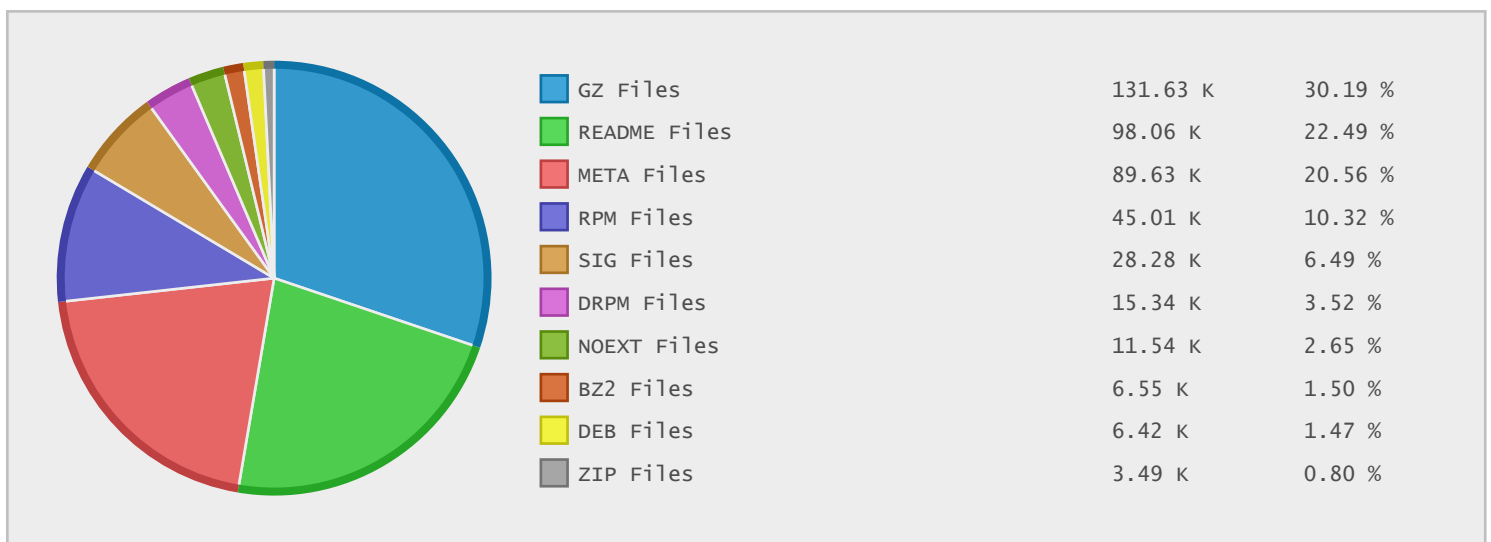 GZ Files 131.63 K 30.19 %
README Files 98.06 K 22.49 %
META Files 89.63 K 20.56 %
RPM Files 45.01 K 10.32 %
SIG Files 28.28 K 6.49 %
DRPM Files 15.34 K 3.52 %
NOEXT Files 11.54 K 2.65 %
BZ2 Files 6.55 K 1.50 %
DEB Files 6.42 K 1.47 %
ZIP Files 3.49 K 0.80 %